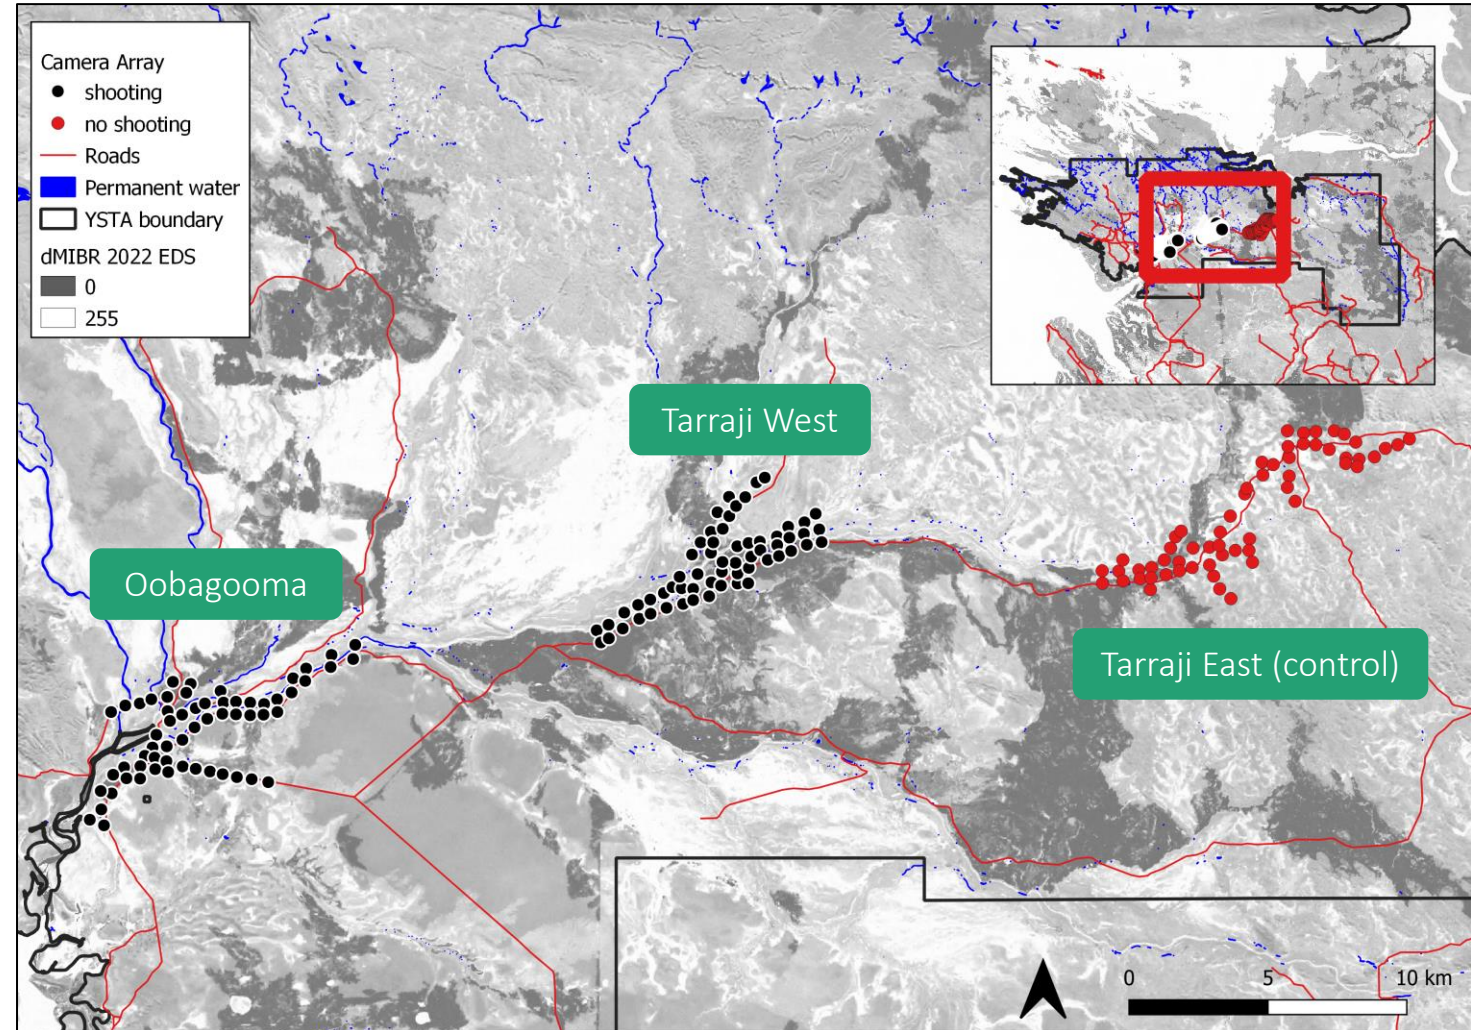 Camera Array
shooting
no shooting
Roads
Permanent water
YSTA boundary
dMIBR 2022 EDS
0
255
Tarraji West
Oobagooma
Tarraji East (control)
0 5 10 km